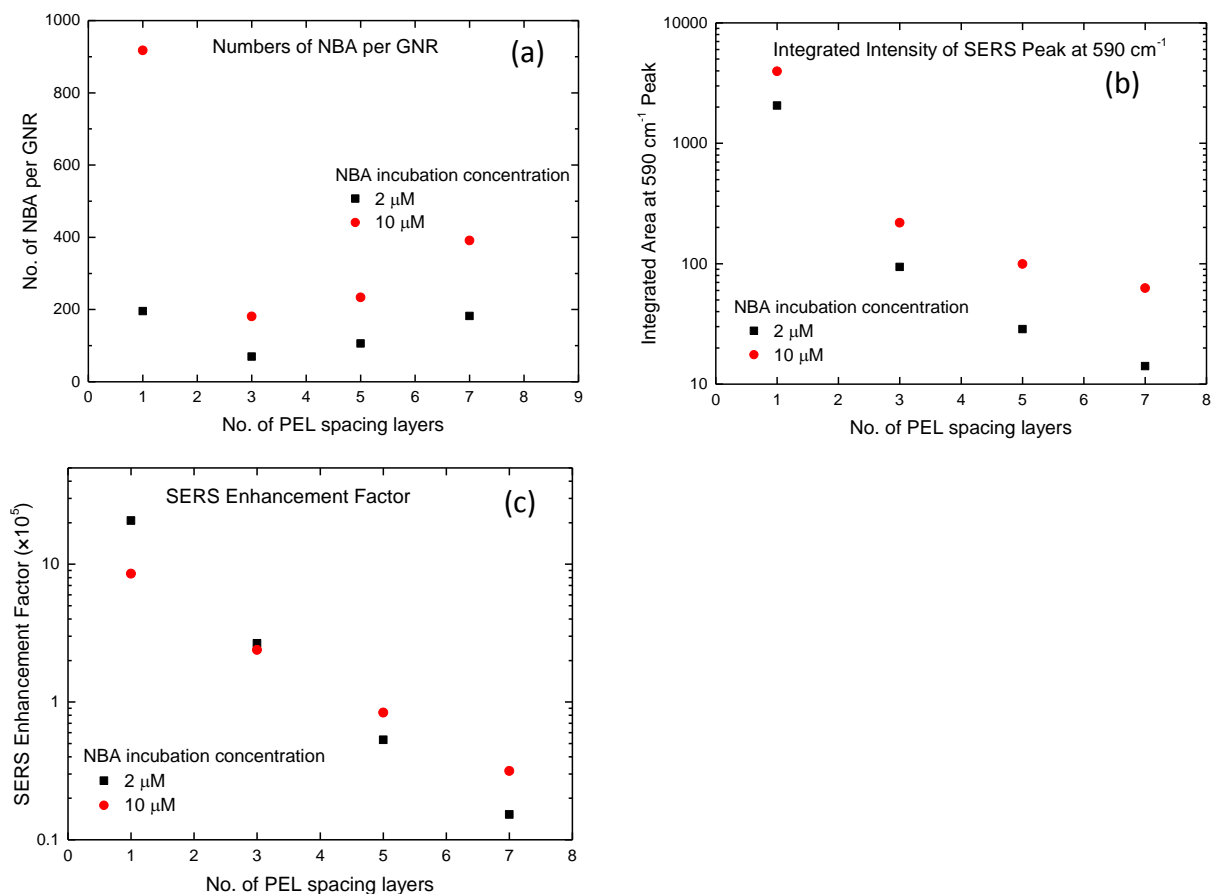 Numbers of NBA per GNR
(a)
No. of NBA per GNR
1000
800
600
400
200
0
NBA incubation concentration
2 μM
10 μM
0 1 2 3 4 5 6 7 8 9
No. of PEL spacing layers
Integrated Intensity of SERS Peak at 590 cm⁻¹
(b)
Integrated Area at 590 cm⁻¹ Peak
10000
1000
100
10
NBA incubation concentration
2 μM
10 μM
0 1 2 3 4 5 6 7 8
No. of PEL spacing layers
SERS Enhancement Factor
(c)
SERS Enhancement Factor (×10⁵)
10
1
0.1
NBA incubation concentration
2 μM
10 μM
0 1 2 3 4 5 6 7 8
No. of PEL spacing layers